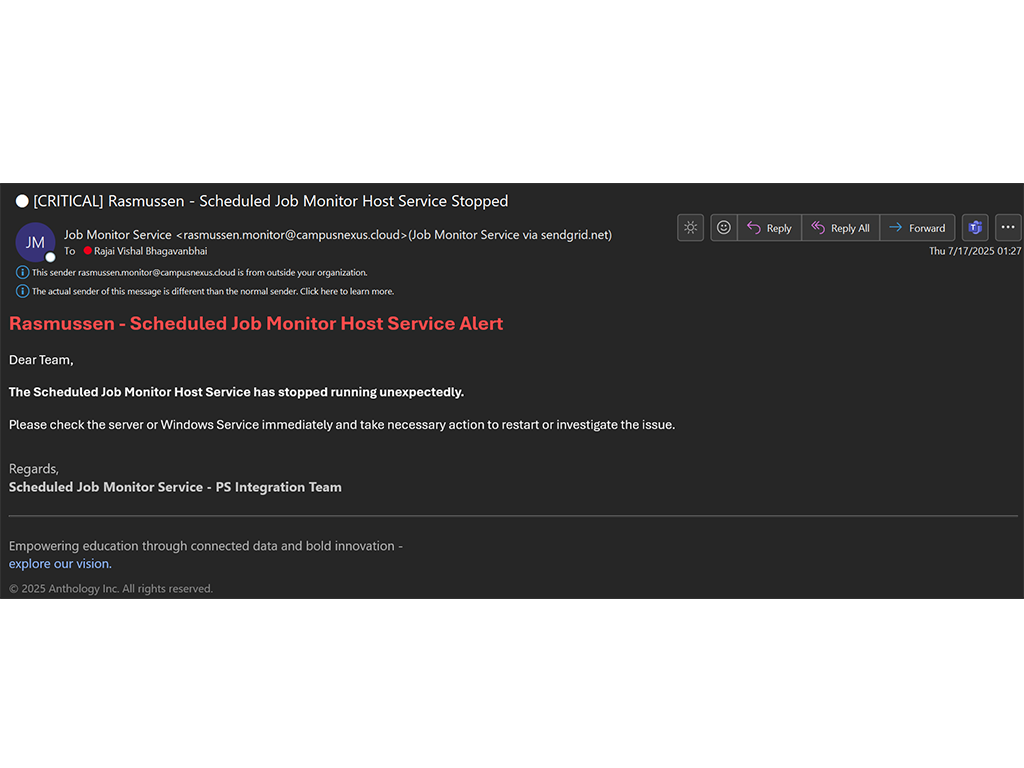 [CRITICAL] Rasmussen - Scheduled Job Monitor Host Service Stopped
JM
Job Monitor Service <rasmussen.monitor@campusnexus.cloud>(Job Monitor Service via sendgrid.net)
To Rajai Vishal Bhagavanbhai
Reply
Reply All
Forward
Thu 7/17/2025 01:27
This sender rasmussen.monitor@campusnexus.cloud is from outside your organization.
The actual sender of this message is different than the normal sender. Click here to learn more.
Rasmussen - Scheduled Job Monitor Host Service Alert
Dear Team,
The Scheduled Job Monitor Host Service has stopped running unexpectedly.
Please check the server or Windows Service immediately and take necessary action to restart or investigate the issue.
Regards,
Scheduled Job Monitor Service - PS Integration Team
Empowering education through connected data and bold innovation -
explore our vision.
© 2025 Anthology Inc. All rights reserved.